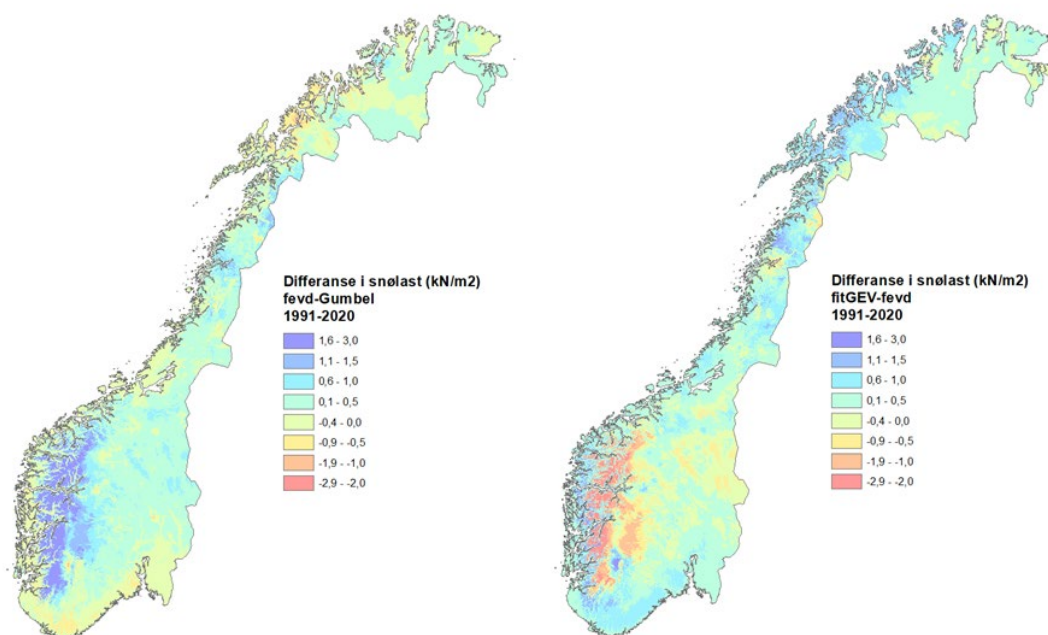 Differanse i snølast (kN/m2)
fevd-Gumbel
1991-2020
1,6 - 3,0
1,1 - 1,5
0,6 - 1,0
0,1 - 0,5
-0,4 - 0,0
-0,9 - -0,5
-1,9 - -1,0
-2,9 - -2,0
Differanse i snølast (kN/m2)
fitGEV-fevd
1991-2020
1,6 - 3,0
1,1 - 1,5
0,6 - 1,0
0,1 - 0,5
-0,4 - 0,0
-0,9 - -0,5
-1,9 - -1,0
-2,9 - -2,0